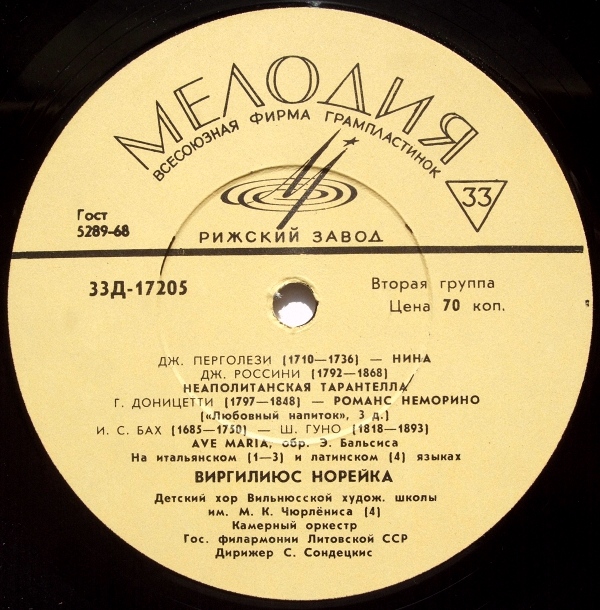 МЕЛОДИЯ
ВСЕСОЮЗНАЯ ФИРМА ГРАМПЛАСТИНОК
33
Гост
5289-68
РИЖСКИЙ ЗАВОД
33Д-17205
Вторая группа
Цена 70 коп.
ДЖ. ПЕРГОЛЕЗИ (1710—1736) — НИНА
ДЖ. РОССИНИ (1792—1868)
НЕАПОЛИТАНСКАЯ ТАРАНТЕЛЛА
Г. ДОНИЦЕТТИ (1797—1848) — РОМАНС НЕМОРИНО
(«Любовный напиток», 3 д.)
И. С. БАХ (1685—1750) — Ш. ГУНО (1818—1893)
AVE MARIA, обр. Э. Бальсиса
На итальянском (1—3) и латинском (4) языках
ВИРГИЛИЮС НОРЕЙКА
Детский хор Вильнюсской худож. школы
им. М. К. Чюрлёниса (4)
Камерный оркестр
Гос. филармонии Литовской ССР
Дирижер С. Сондецкис